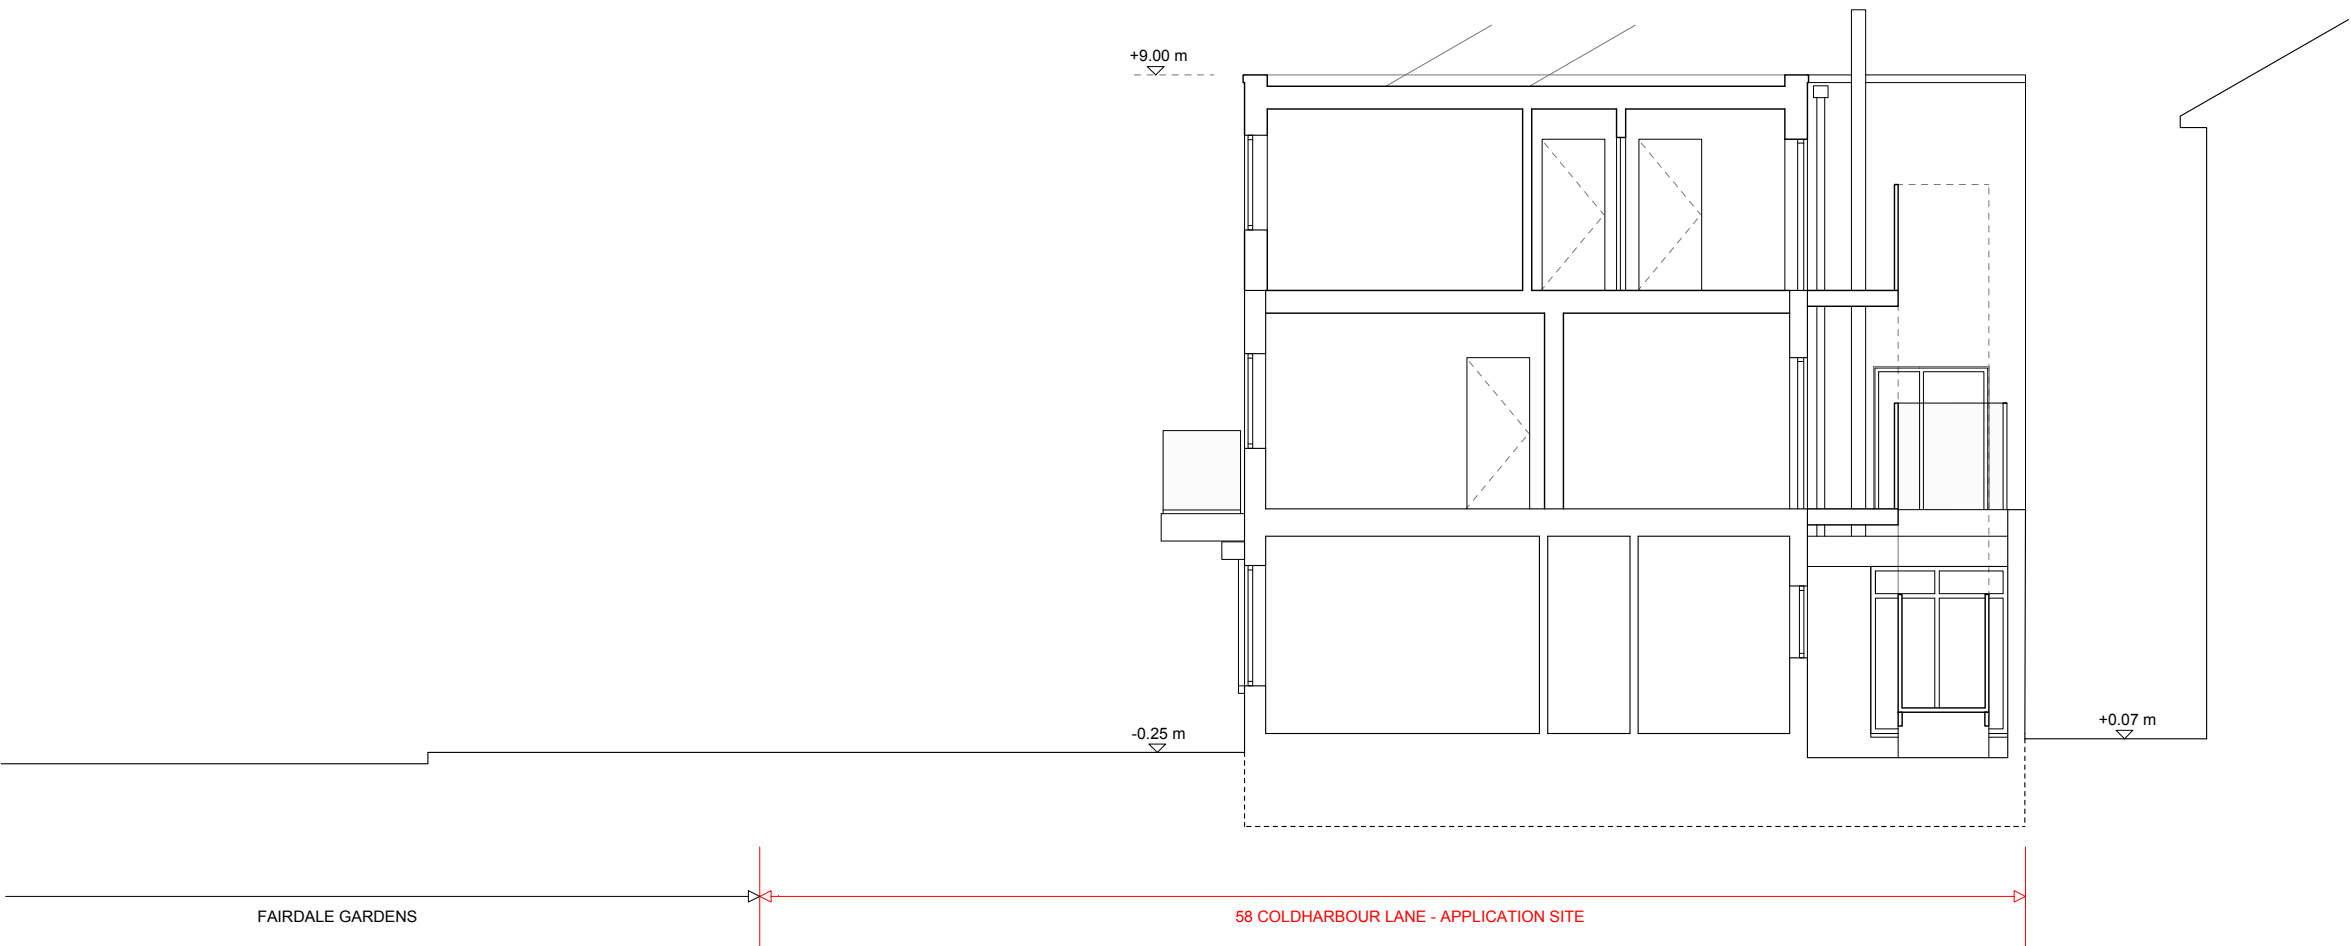 +9.00 m
-0.25 m
+0.07 m
FAIRDALE GARDENS
58 COLDHARBOUR LANE - APPLICATION SITE